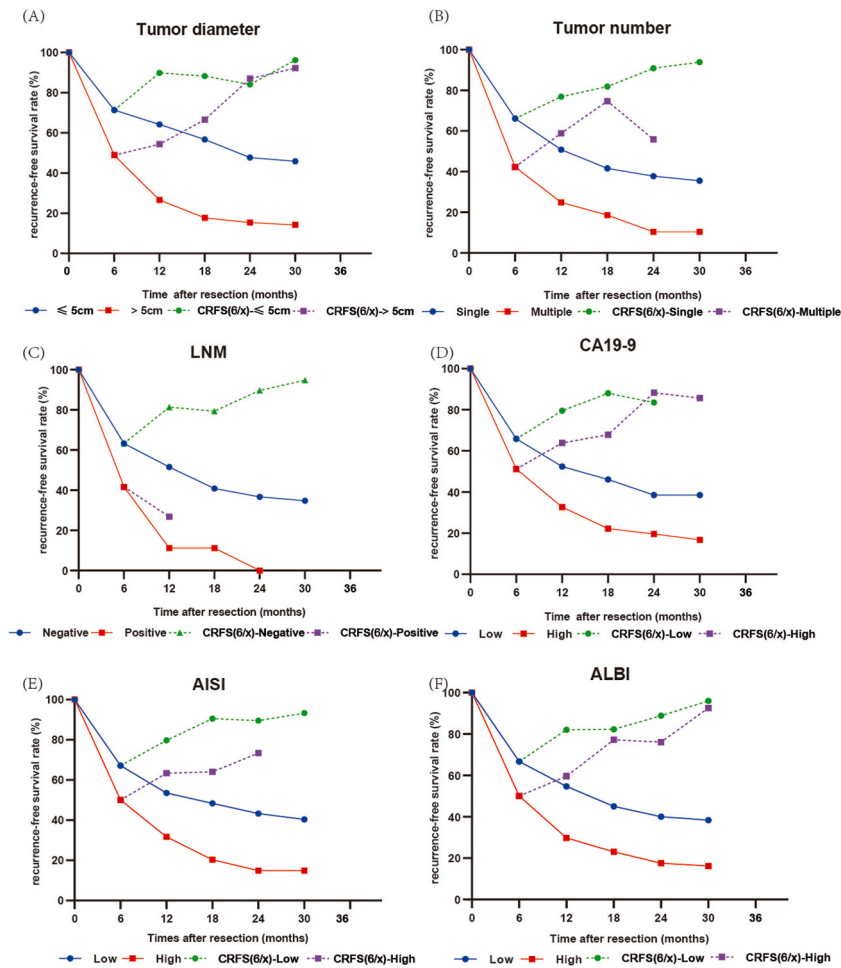 (A)
Tumor diameter
recurrence-free survival rate (%)
100
80
60
40
20
0
0 6 12 18 24 30 36
Time after resection (months)
⩽ 5cm > 5cm CRFS(6/x)-⩽ 5cm CRFS(6/x)-> 5cm
(B)
Tumor number
recurrence-free survival rate (%)
100
80
60
40
20
0
0 6 12 18 24 30 36
Time after resection (months)
Single Multiple CRFS(6/x)-Single CRFS(6/x)-Multiple
(C)
LNM
recurrence-free survival rate (%)
100
80
60
40
20
0
0 6 12 18 24 30 36
Time after resection (months)
Negative Positive CRFS(6/x)-Negative CRFS(6/x)-Positive
(D)
CA19-9
recurrence-free survival rate (%)
100
80
60
40
20
0
0 6 12 18 24 30 36
Time after resection (months)
Low High CRFS(6/x)-Low CRFS(6/x)-High
(E)
AISI
recurrence-free survival rate (%)
100
80
60
40
20
0
0 6 12 18 24 30 36
Times after resection (months)
Low High CRFS(6/x)-Low CRFS(6/x)-High
(F)
ALBI
recurrence-free survival rate (%)
100
80
60
40
20
0
0 6 12 18 24 30 36
Time after resection (months)
Low High CRFS(6/x)-Low CRFS(6/x)-High